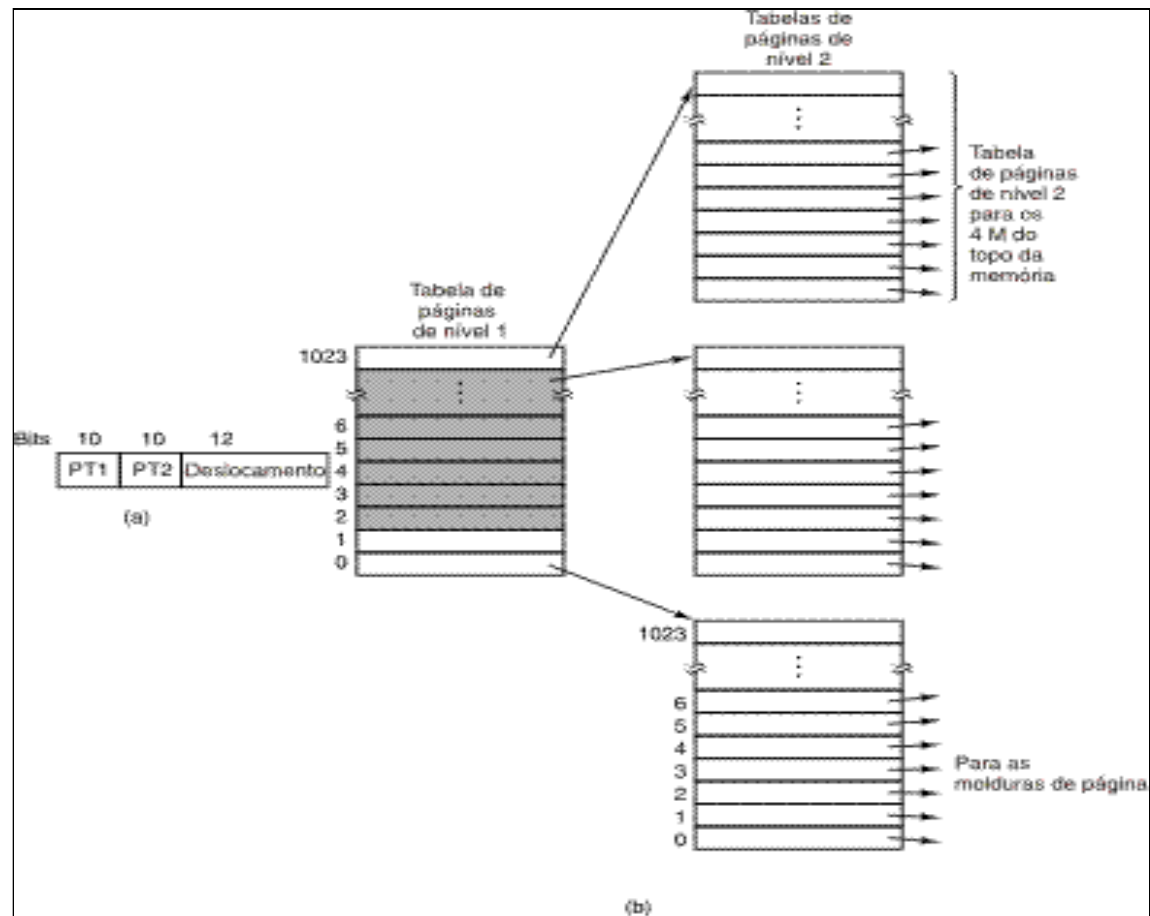 Tabelas de
páginas de
nível 2
Tabela
de páginas
de nível 2
para os
4 M do
topo da
memória
Tabela de
páginas
de nível 1
1023
6
5
4
3
2
1
0
Bits 10 10 12
PT1 PT2 Deslocamento
(a)
1023
6
5
4
3
2
1
0
Para as
molduras de página
(b)